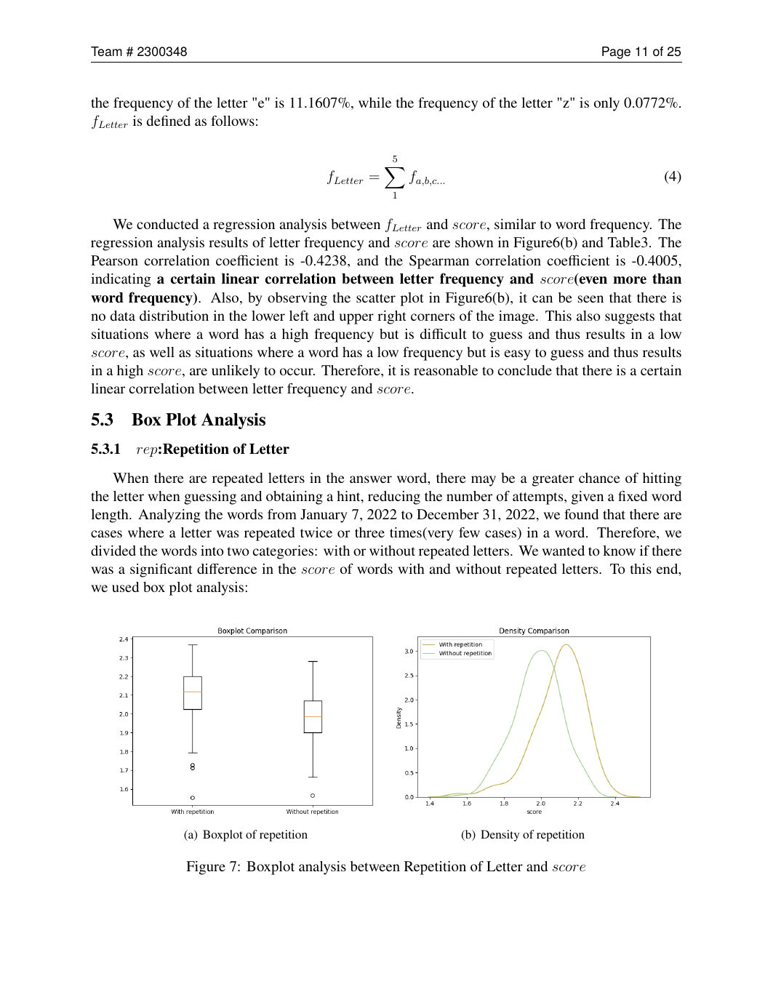 Team # 2300348 Page 11 of 25
the frequency of the letter "e" is 11.1607%, while the frequency of the letter "z" is only 0.0772%.
f_Letter is defined as follows:
f_Letter = ∑_1^5 f_a,b,c... (4)
We conducted a regression analysis between f_Letter and score, similar to word frequency. The
regression analysis results of letter frequency and score are shown in Figure6(b) and Table3. The
Pearson correlation coefficient is -0.4238, and the Spearman correlation coefficient is -0.4005,
indicating a certain linear correlation between letter frequency and score(even more than
word frequency). Also, by observing the scatter plot in Figure6(b), it can be seen that there is
no data distribution in the lower left and upper right corners of the image. This also suggests that
situations where a word has a high frequency but is difficult to guess and thus results in a low
score, as well as situations where a word has a low frequency but is easy to guess and thus results
in a high score, are unlikely to occur. Therefore, it is reasonable to conclude that there is a certain
linear correlation between letter frequency and score.
5.3 Box Plot Analysis
5.3.1 rep:Repetition of Letter
When there are repeated letters in the answer word, there may be a greater chance of hitting
the letter when guessing and obtaining a hint, reducing the number of attempts, given a fixed word
length. Analyzing the words from January 7, 2022 to December 31, 2022, we found that there are
cases where a letter was repeated twice or three times(very few cases) in a word. Therefore, we
divided the words into two categories: with or without repeated letters. We wanted to know if there
was a significant difference in the score of words with and without repeated letters. To this end,
we used box plot analysis:
Boxplot Comparison
2.4
2.3
2.2
2.1
2.0
1.9
1.8
1.7
1.6
With repetition Without repetition
(a) Boxplot of repetition
Density Comparison
With repetition
Without repetition
Density
3.0
2.5
2.0
1.5
1.0
0.5
0.0
1.4 1.6 1.8 2.0 2.2 2.4
score
(b) Density of repetition
Figure 7: Boxplot analysis between Repetition of Letter and score